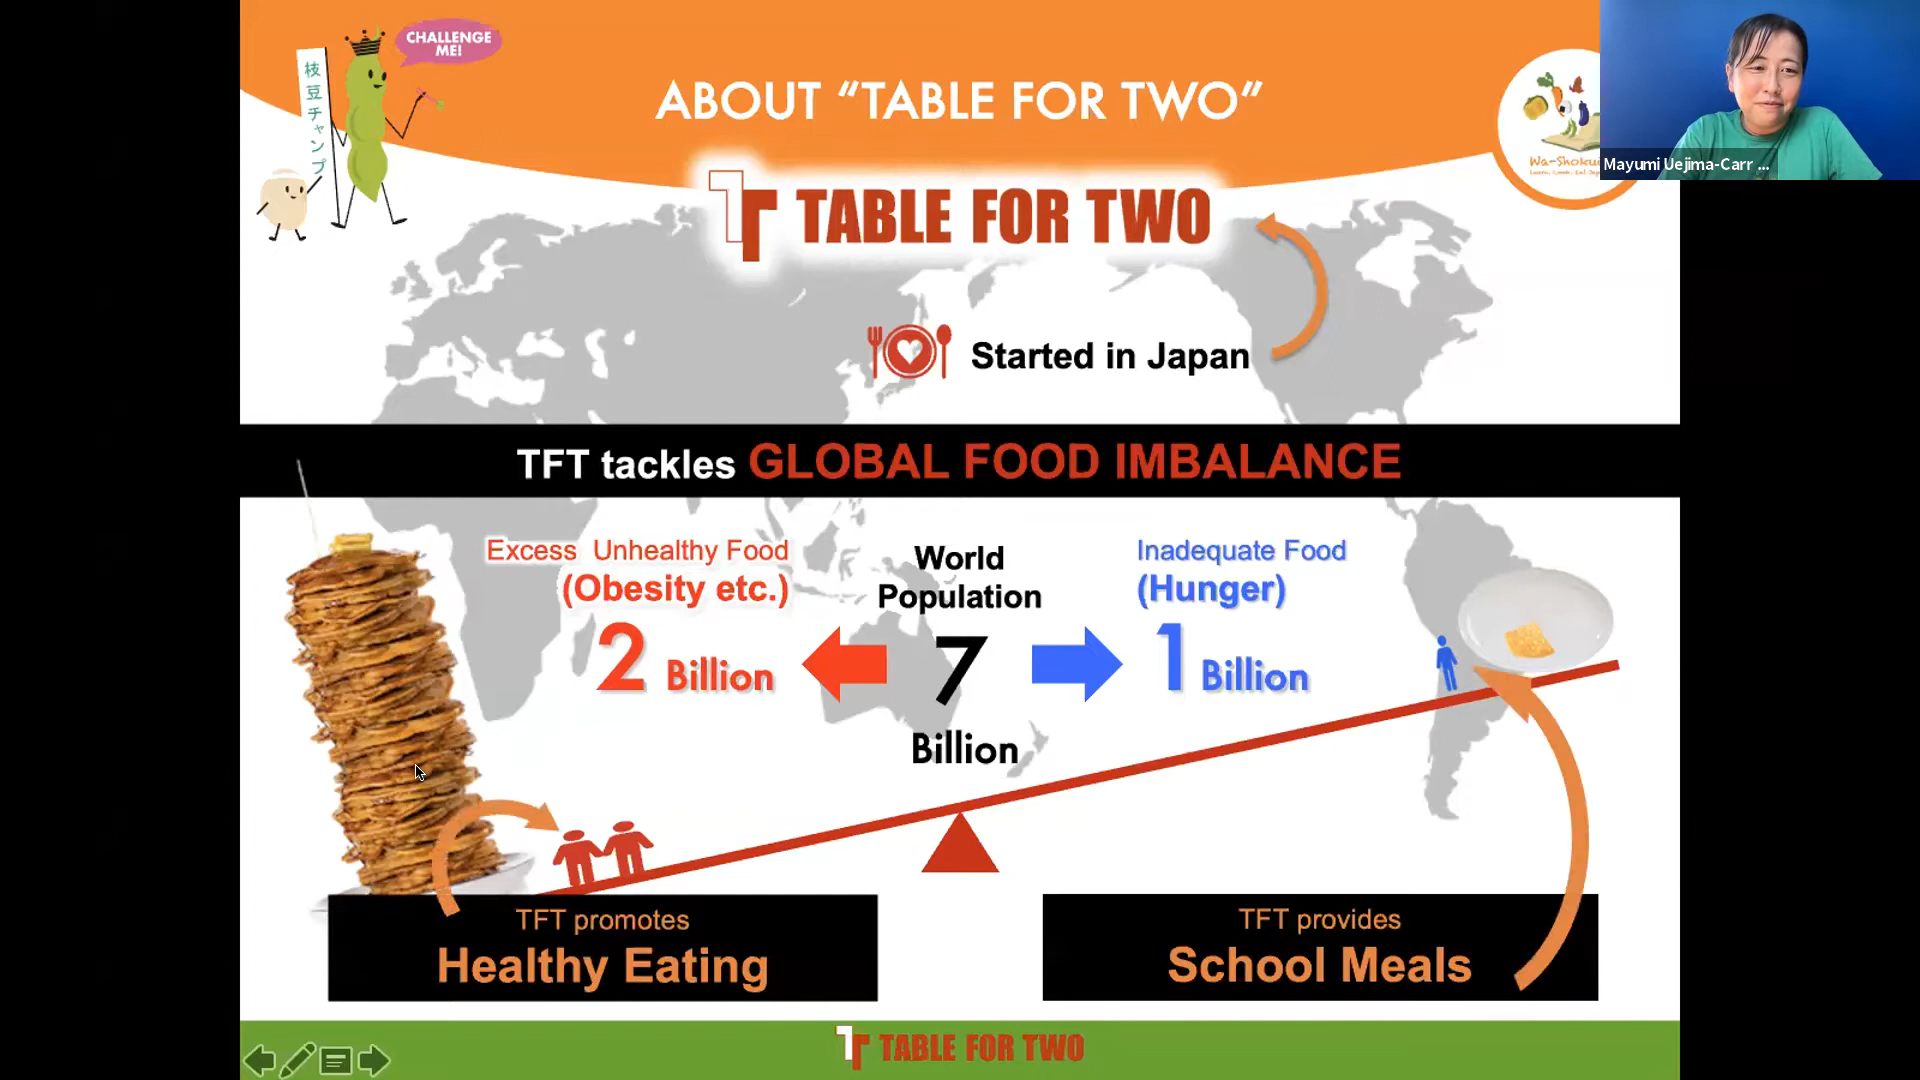 CHALLENGE
ME!
枝豆チャンプ
ABOUT “TABLE FOR TWO”
TABLE FOR TWO
Wa-Shoku
Mayumi Uejima-Carr ...
Started in Japan
TFT tackles GLOBAL FOOD IMBALANCE
Excess Unhealthy Food
(Obesity etc.)
2 Billion
World
Population
7
Billion
Inadequate Food
(Hunger)
1 Billion
TFT promotes
Healthy Eating
TFT provides
School Meals
TABLE FOR TWO